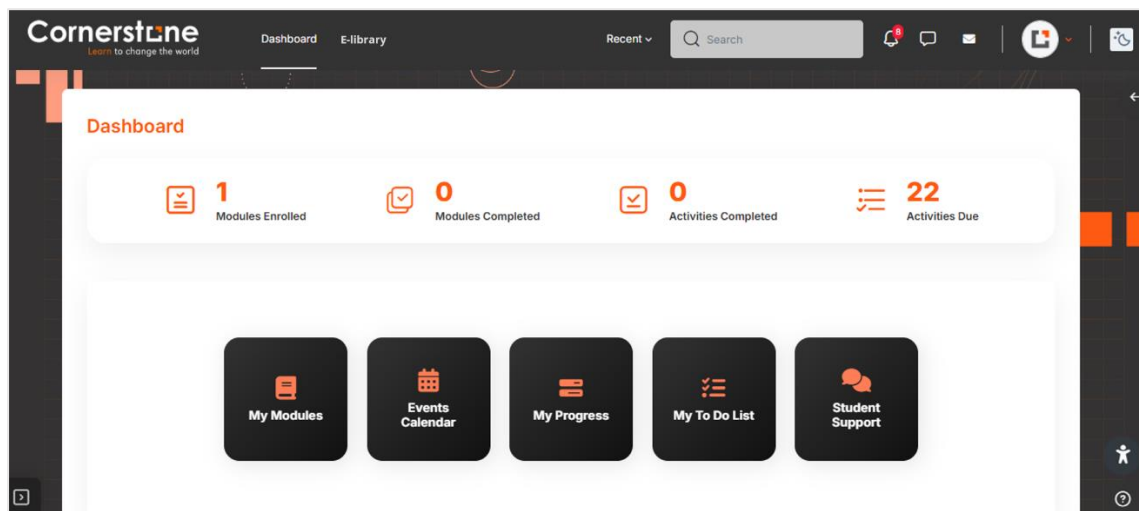 Cornerstone
Learn to change the world
Dashboard
E-library
Recent
Search
8
Dashboard
1
Modules Enrolled
0
Modules Completed
0
Activities Completed
22
Activities Due
My Modules
Events
Calendar
My Progress
My To Do List
Student
Support